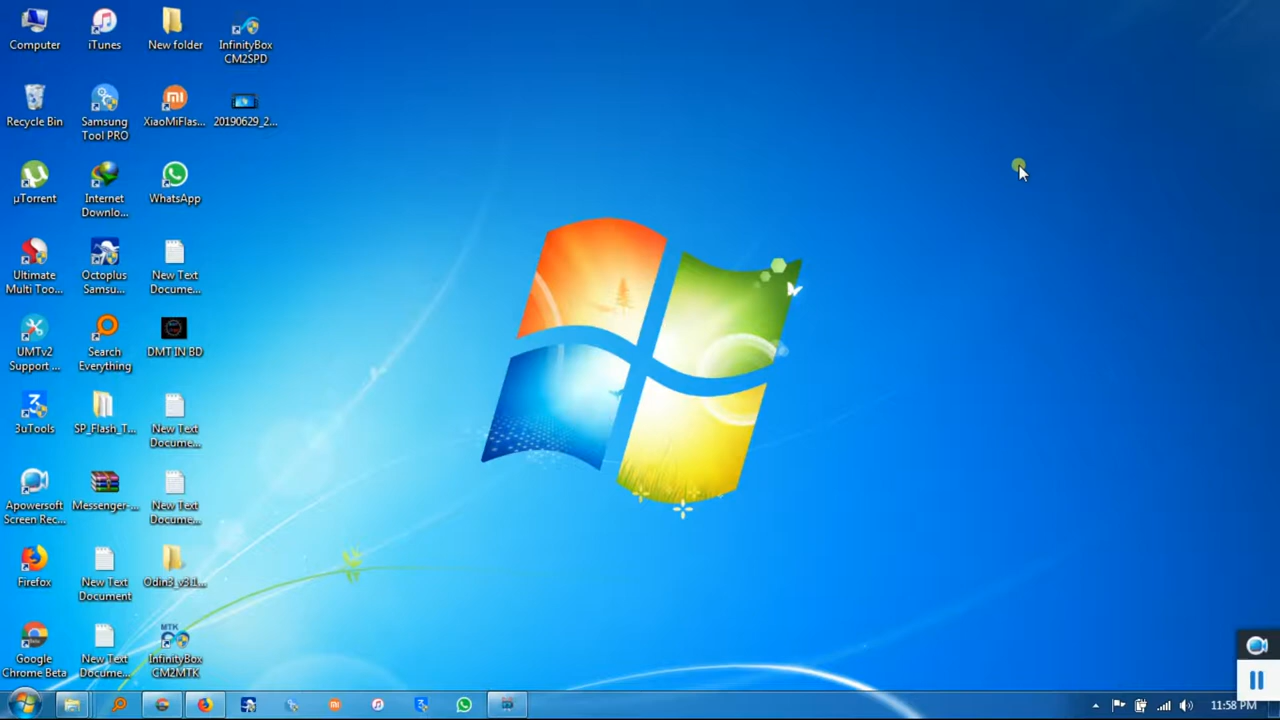 Computer
iTunes
New folder
InfinityBox
CM2SPD
Recycle Bin
Samsung
Tool PRO
XiaoMiFlas...
20190629_2...
µTorrent
Internet
Downlo...
WhatsApp
Ultimate
Multi Too...
Octoplus
Samsu...
New Text
Docume...
UMTv2
Support ...
Search
Everything
DMT IN BD
3uTools
SP_Flash_T...
New Text
Docume...
Apowersoft
Screen Rec...
Messenger-...
New Text
Docume...
Firefox
New Text
Document
Odin3_v3.1...
Google
Chrome Beta
New Text
Docume...
MTK
InfinityBox
CM2MTK
11:58 PM